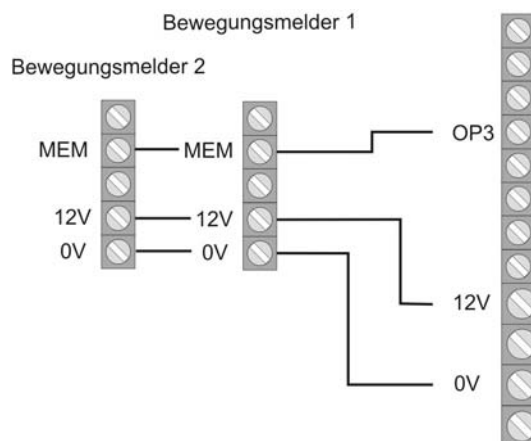 Bewegungsmelder 1
Bewegungsmelder 2
MEM
MEM
OP3
12V
12V
0V
0V
12V
0V